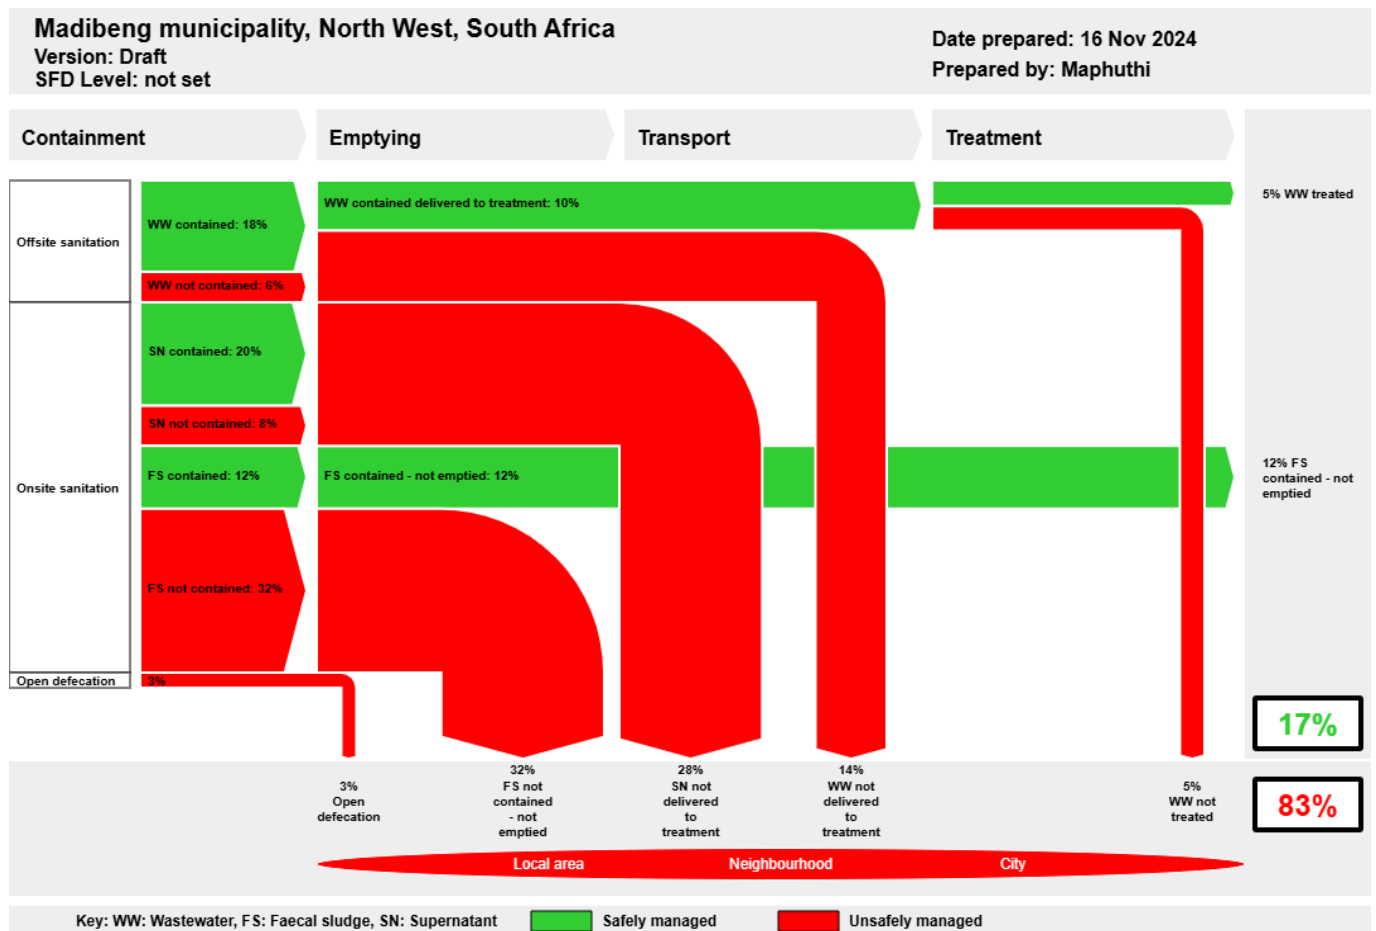 Madibeng municipality, North West, South Africa
Version: Draft
SFD Level: not set
Date prepared: 16 Nov 2024
Prepared by: Maphuthi
Containment
Emptying
Transport
Treatment
Offsite sanitation
WW contained: 18%
WW not contained: 6%
WW contained delivered to treatment: 10%
5% WW treated
Onsite sanitation
SN contained: 20%
SN not contained: 8%
FS contained: 12%
FS contained - not emptied: 12%
12% FS
contained - not
emptied
FS not contained: 32%
Open defecation
3%
17%
3%
Open
defecation
32%
FS not
contained
- not
emptied
28%
SN not
delivered
to
treatment
14%
WW not
delivered
to
treatment
5%
WW not
treated
83%
Local area
Neighbourhood
City
Key: WW: Wastewater, FS: Faecal sludge, SN: Supernatant
Safely managed
Unsafely managed